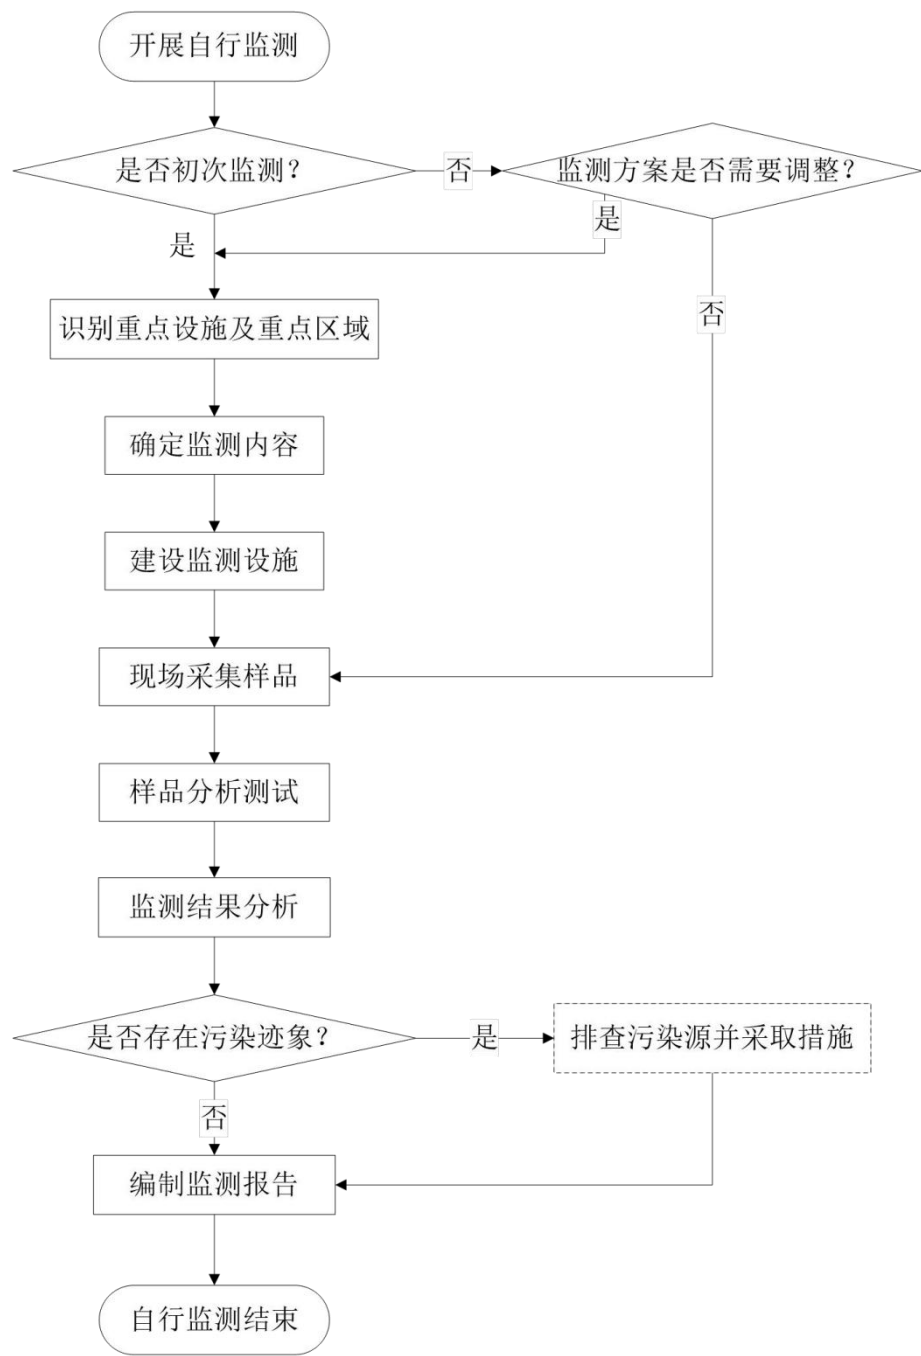 开展自行监测
是否初次监测？
否
监测方案是否需要调整？
是
是
否
识别重点设施及重点区域
确定监测内容
建设监测设施
现场采集样品
样品分析测试
监测结果分析
是否存在污染迹象？
是
排查污染源并采取措施
否
编制监测报告
自行监测结束